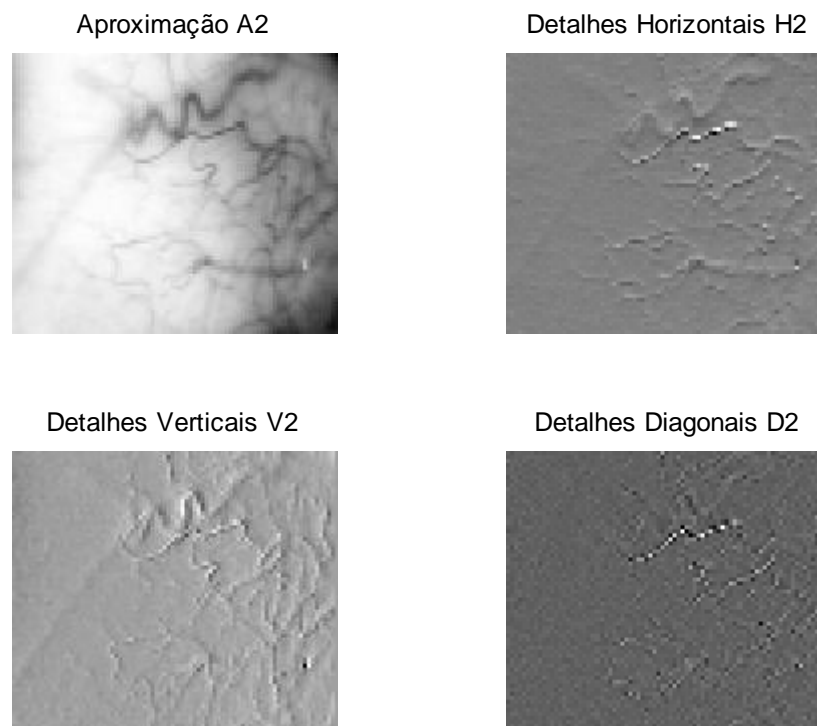 Aproximação A2
Detalhes Horizontais H2
Detalhes Verticais V2
Detalhes Diagonais D2